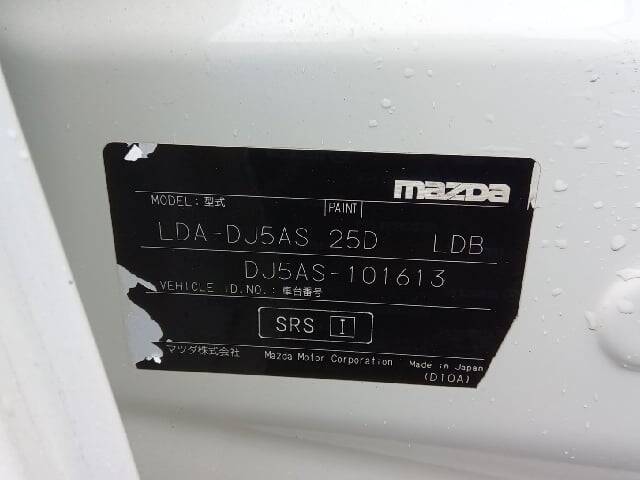 mazda
MODEL:型式 PAINT
LDA-DJ5AS 25D LDB
DJ5AS-101613
VEHICLE ID.NO.:車台番号
SRS I
マツダ株式会社 Mazda Motor Corporation Made in Japan
(D10A)